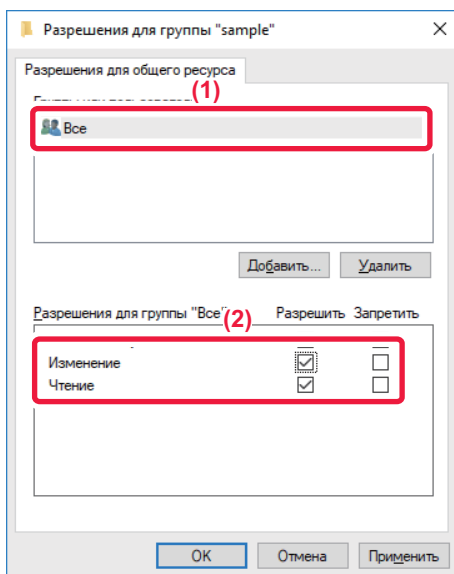 Разрешения для группы "sample"
Разрешения для общего ресурса
(1)
Все
Добавить... Удалить
Разрешения для группы "Все" Разрешить Запретить
(2)
Изменение
Чтение
OK Отмена Применить